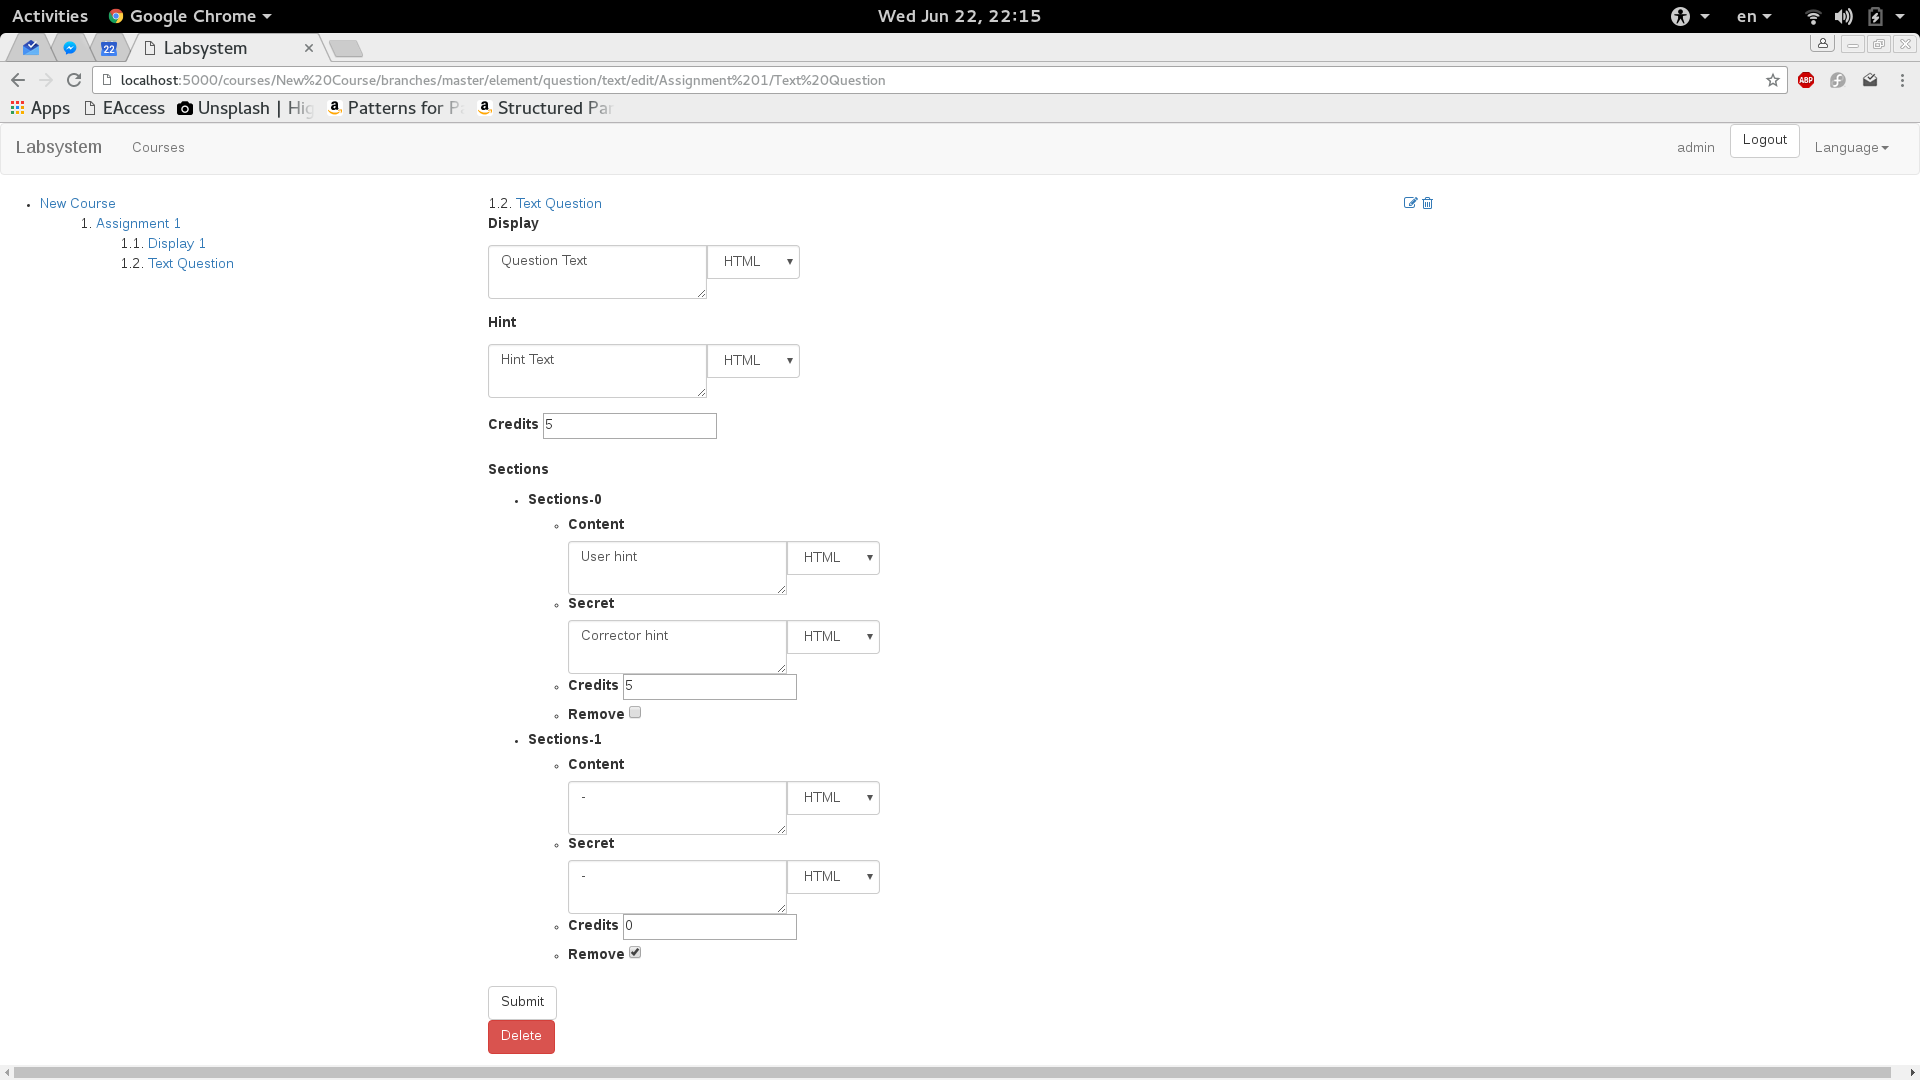 Activities Google Chrome Wed Jun 22, 22:15 en
22 Labsystem
localhost:5000/courses/New%20Course/branches/master/element/question/text/edit/Assignment%201/Text%20Question ABP
Apps EAccess Unsplash | Hig Patterns for P Structured Par
Labsystem Courses admin Logout Language
New Course
1. Assignment 1
1.1. Display 1
1.2. Text Question
1.2. Text Question
Display
Question Text HTML
Hint
Hint Text HTML
Credits 5
Sections
Sections-0
Content
User hint HTML
Secret
Corrector hint HTML
Credits 5
Remove
Sections-1
Content
- HTML
Secret
- HTML
Credits 0
Remove
Submit
Delete